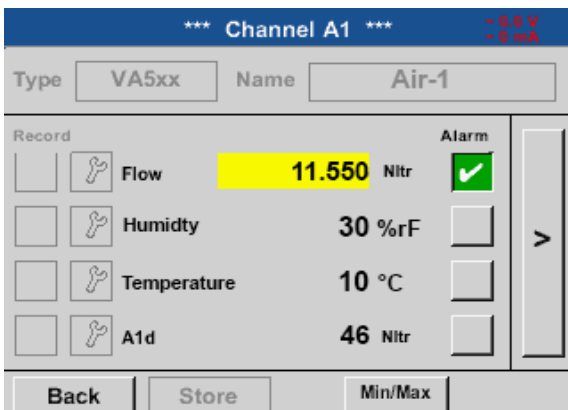 *** Channel A1 ***
- 0.0 V
- 0 mA
Type VA5xx Name Air-1
Record Alarm
Flow 11.550 Nltr
Humidty 30 %rF
Temperature 10 °C
A1d 46 Nltr
>
Back Store Min/Max